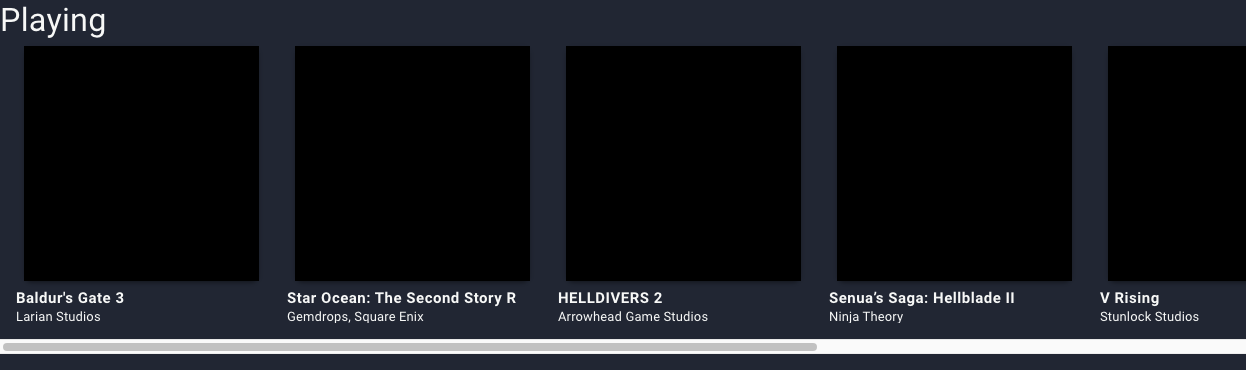 Playing
Baldur's Gate 3
Larian Studios
Star Ocean: The Second Story R
Gemdrops, Square Enix
HELLDIVERS 2
Arrowhead Game Studios
Senua’s Saga: Hellblade II
Ninja Theory
V Rising
Stunlock Studios